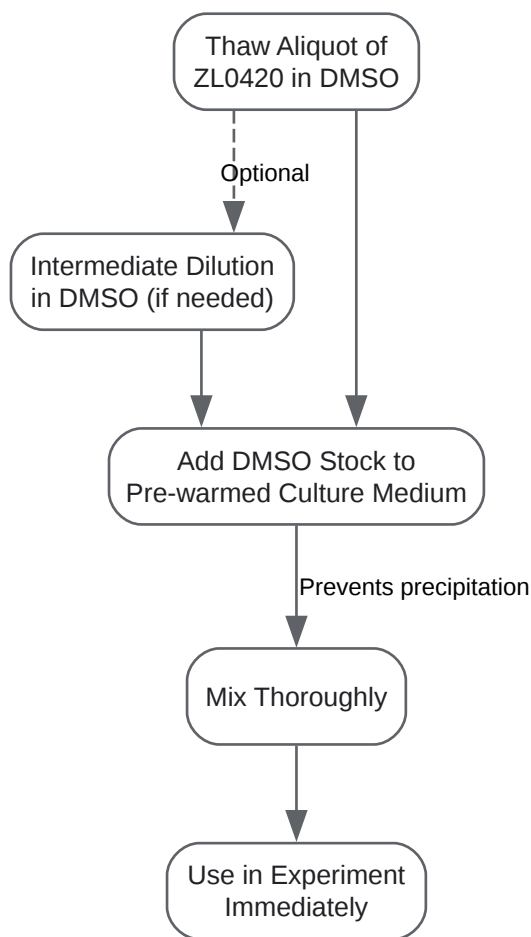 Thaw Aliquot of
ZL0420 in DMSO
Optional
Intermediate Dilution
in DMSO (if needed)
Add DMSO Stock to
Pre-warmed Culture Medium
Prevents precipitation
Mix Thoroughly
Use in Experiment
Immediately